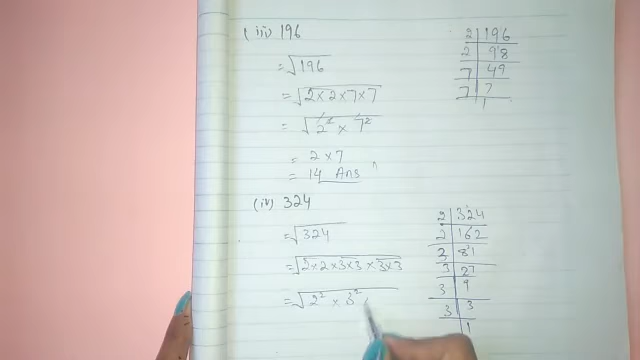 (iii) 196
= √196
= √2×2×7×7
= √2² × 7²
= 2×7
= 14 Ans
2 | 196
2 | 98
7 | 49
7 | 7
1
(iv) 324
= √324
= √2×2×3×3×3×3
= √2² × 3²
2 | 324
2 | 162
3 | 81
3 | 27
3 | 9
3 | 3
1